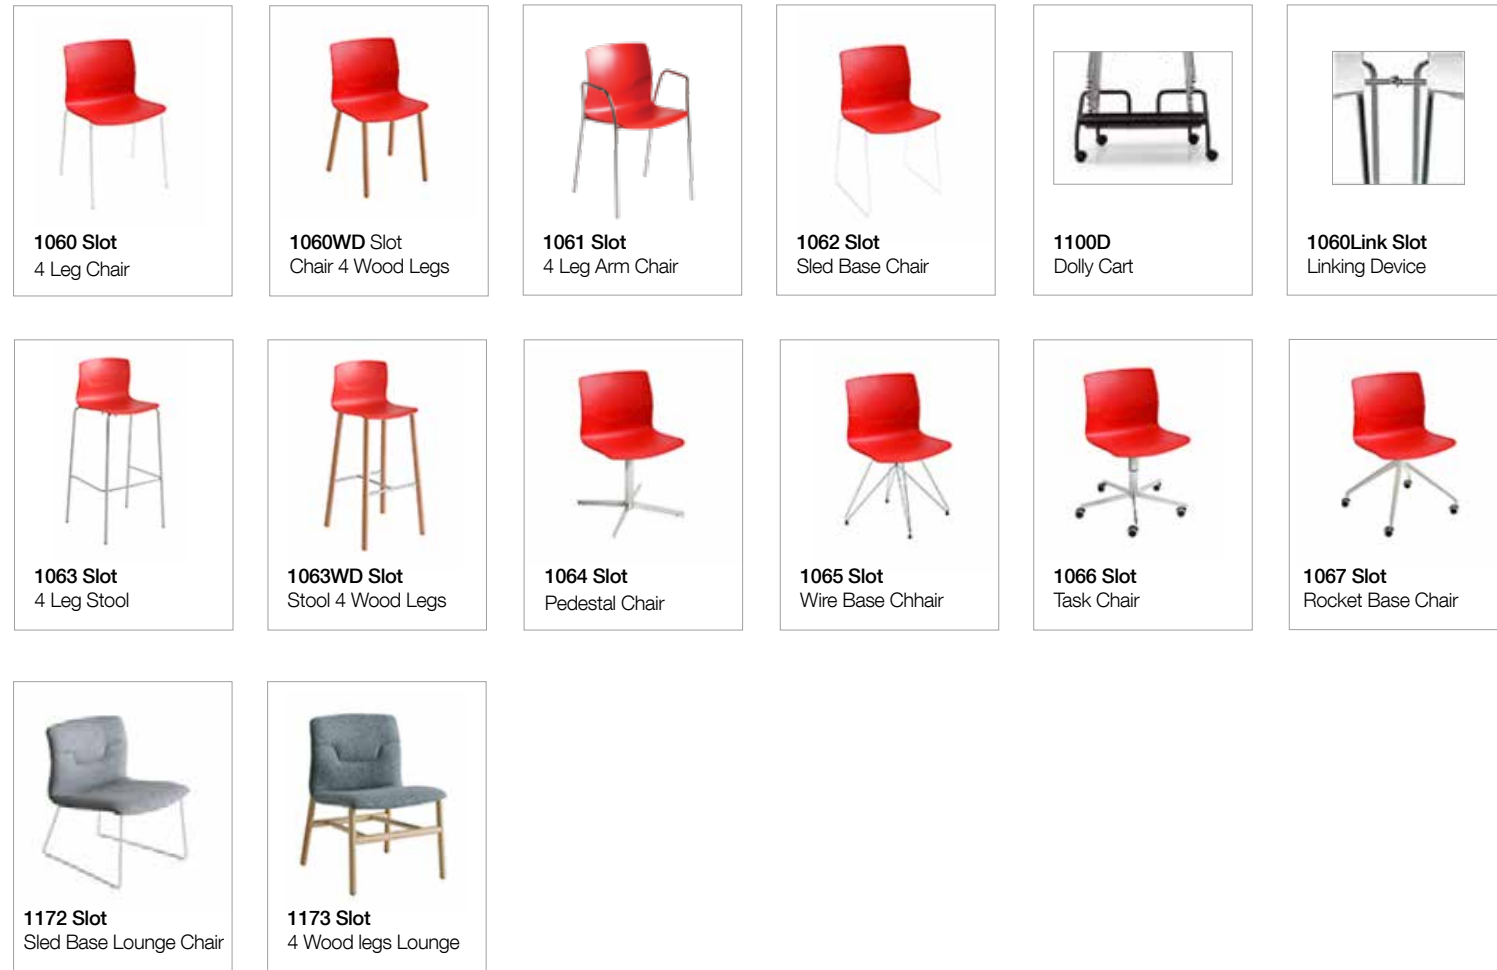 1060 Slot
4 Leg Chair
1060WD Slot
Chair 4 Wood Legs
1061 Slot
4 Leg Arm Chair
1062 Slot
Sled Base Chair
1100D
Dolly Cart
1060Link Slot
Linking Device
1063 Slot
4 Leg Stool
1063WD Slot
Stool 4 Wood Legs
1064 Slot
Pedestal Chair
1065 Slot
Wire Base Chhair
1066 Slot
Task Chair
1067 Slot
Rocket Base Chair
1172 Slot
Sled Base Lounge Chair
1173 Slot
4 Wood legs Lounge